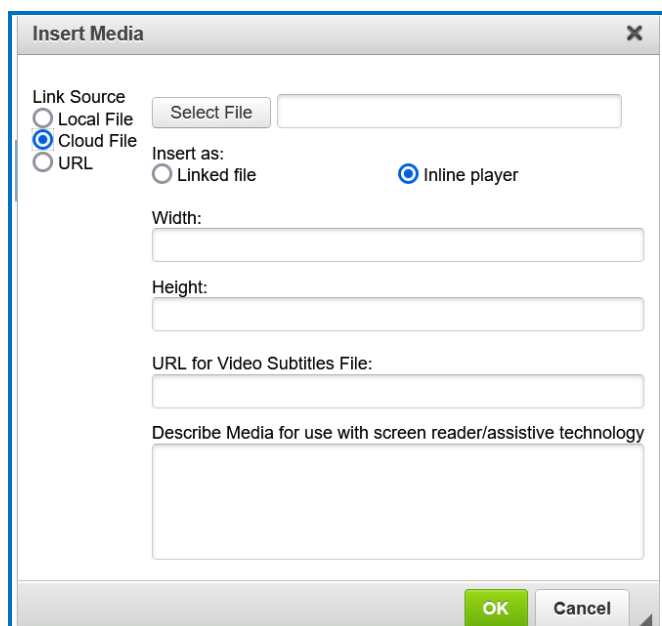 Insert Media
Link Source
Local File
Cloud File
URL
Select File
Insert as:
Linked file
Inline player
Width:
Height:
URL for Video Subtitles File:
Describe Media for use with screen reader/assistive technology
OK
Cancel